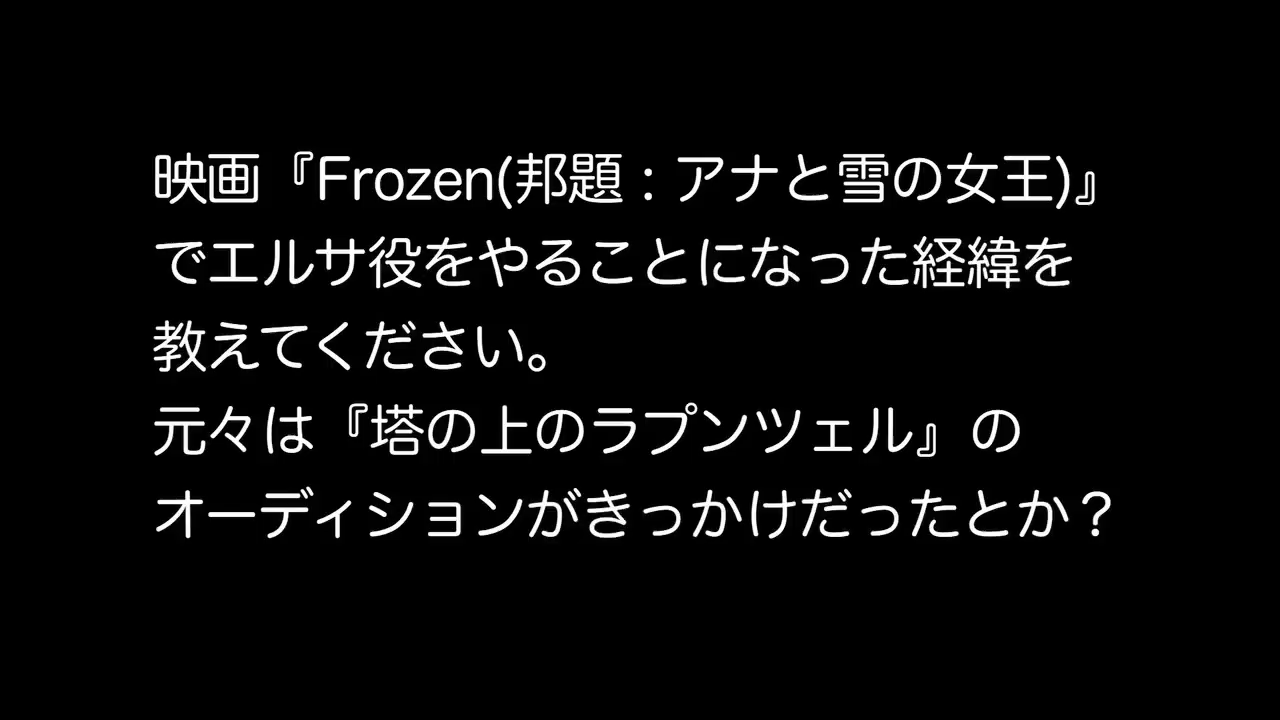 映画『Frozen(邦題：アナと雪の女王)』
でエルサ役をやることになった経緯を
教えてください。
元々は『塔の上のラプンツェル』の
オーディションがきっかけだったとか？